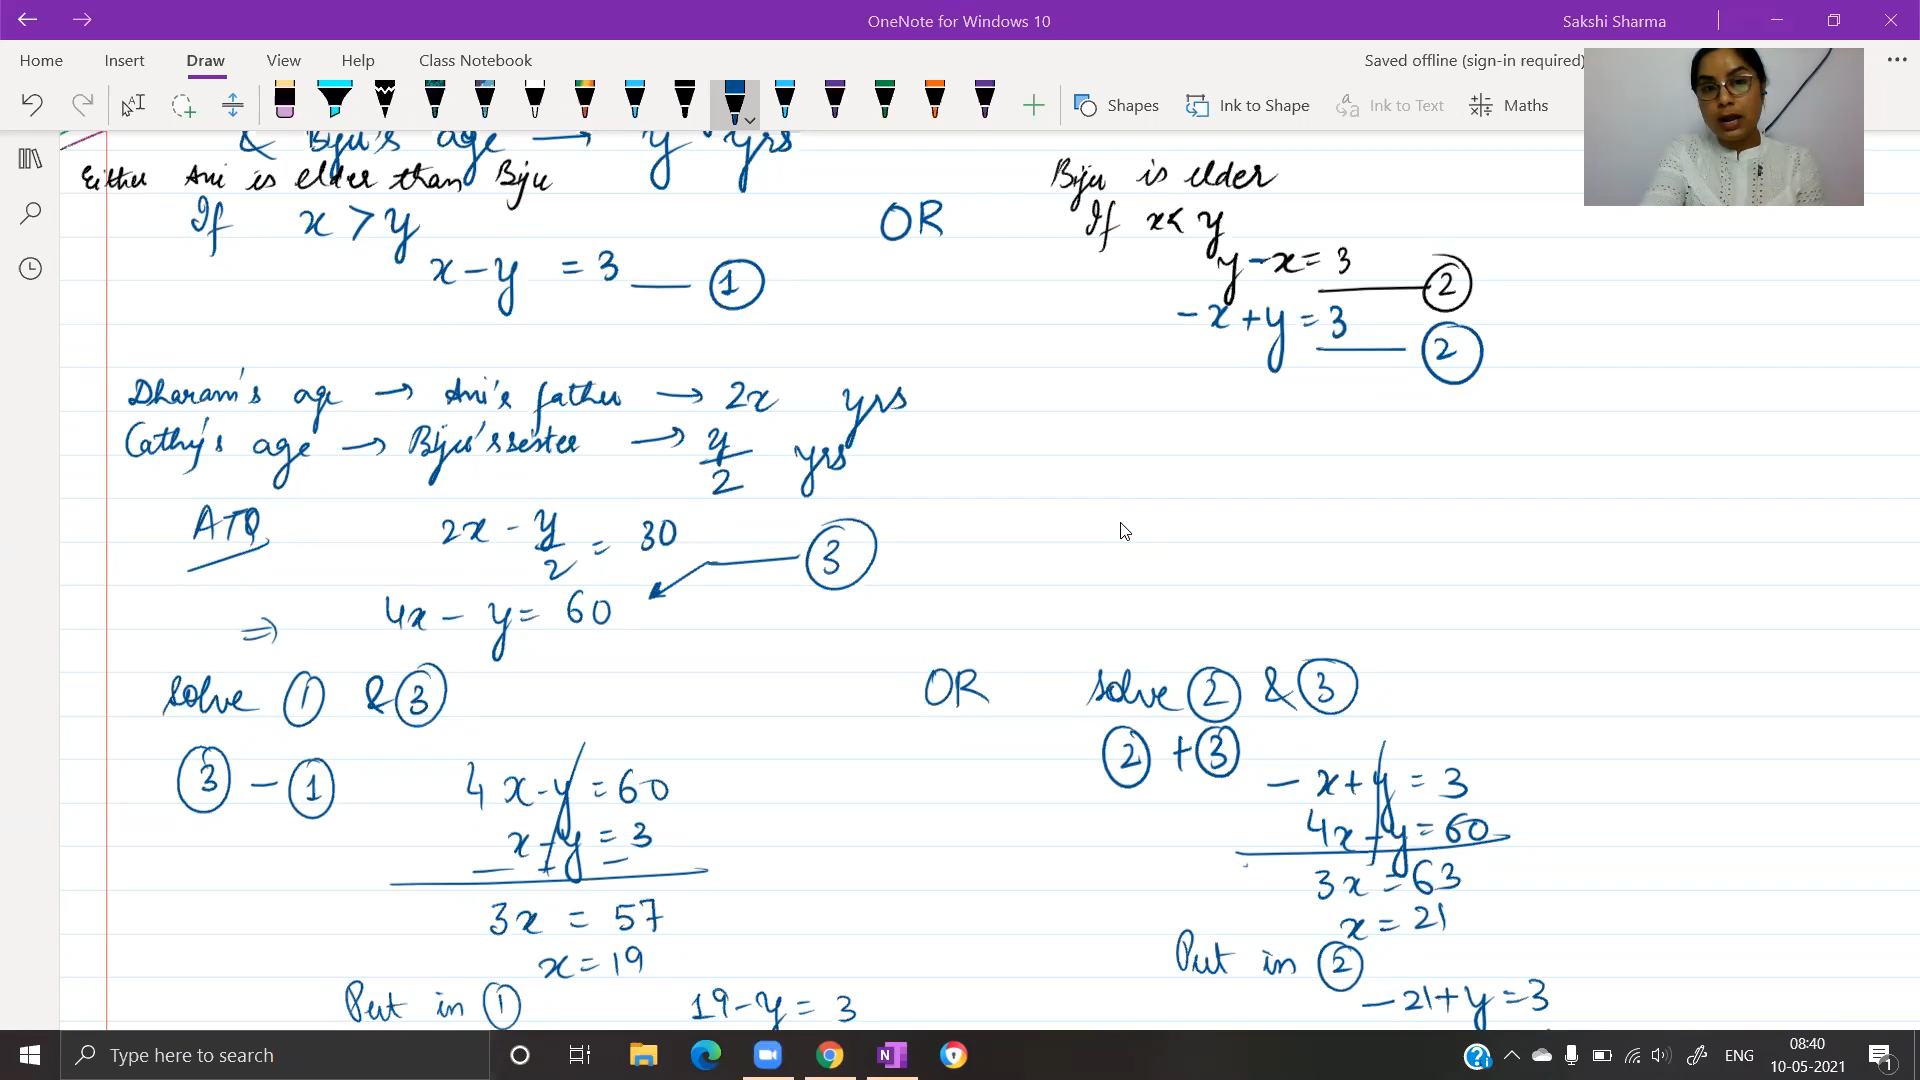 OneNote for Windows 10
Sakshi Sharma
Home Insert Draw View Help Class Notebook
Saved offline (sign-in required)
Shapes Ink to Shape Ink to Text Maths
& Biju's age → y yrs
Either Ani is elder than Biju
If x > y
x - y = 3 — ①
OR
Biju is elder
If x < y
y - x = 3 — ②
- x + y = 3 — ②
Dharam's age → Ani's father → 2x yrs
Cathy's age → Biju's sister → y/2 yrs
ATQ 2x - y/2 = 30 — ③
⇒ 4x - y = 60
Solve ① & ③
③ - ①
4x - y = 60
x - y = 3
— + —
3x = 57
x = 19
Put in ① 19 - y = 3
OR
Solve ② & ③
② + ③
- x + y = 3
4x - y = 60
3x = 63
x = 21
Put in ②
- 21 + y = 3
Type here to search
ENG
08:40
10-05-2021
1